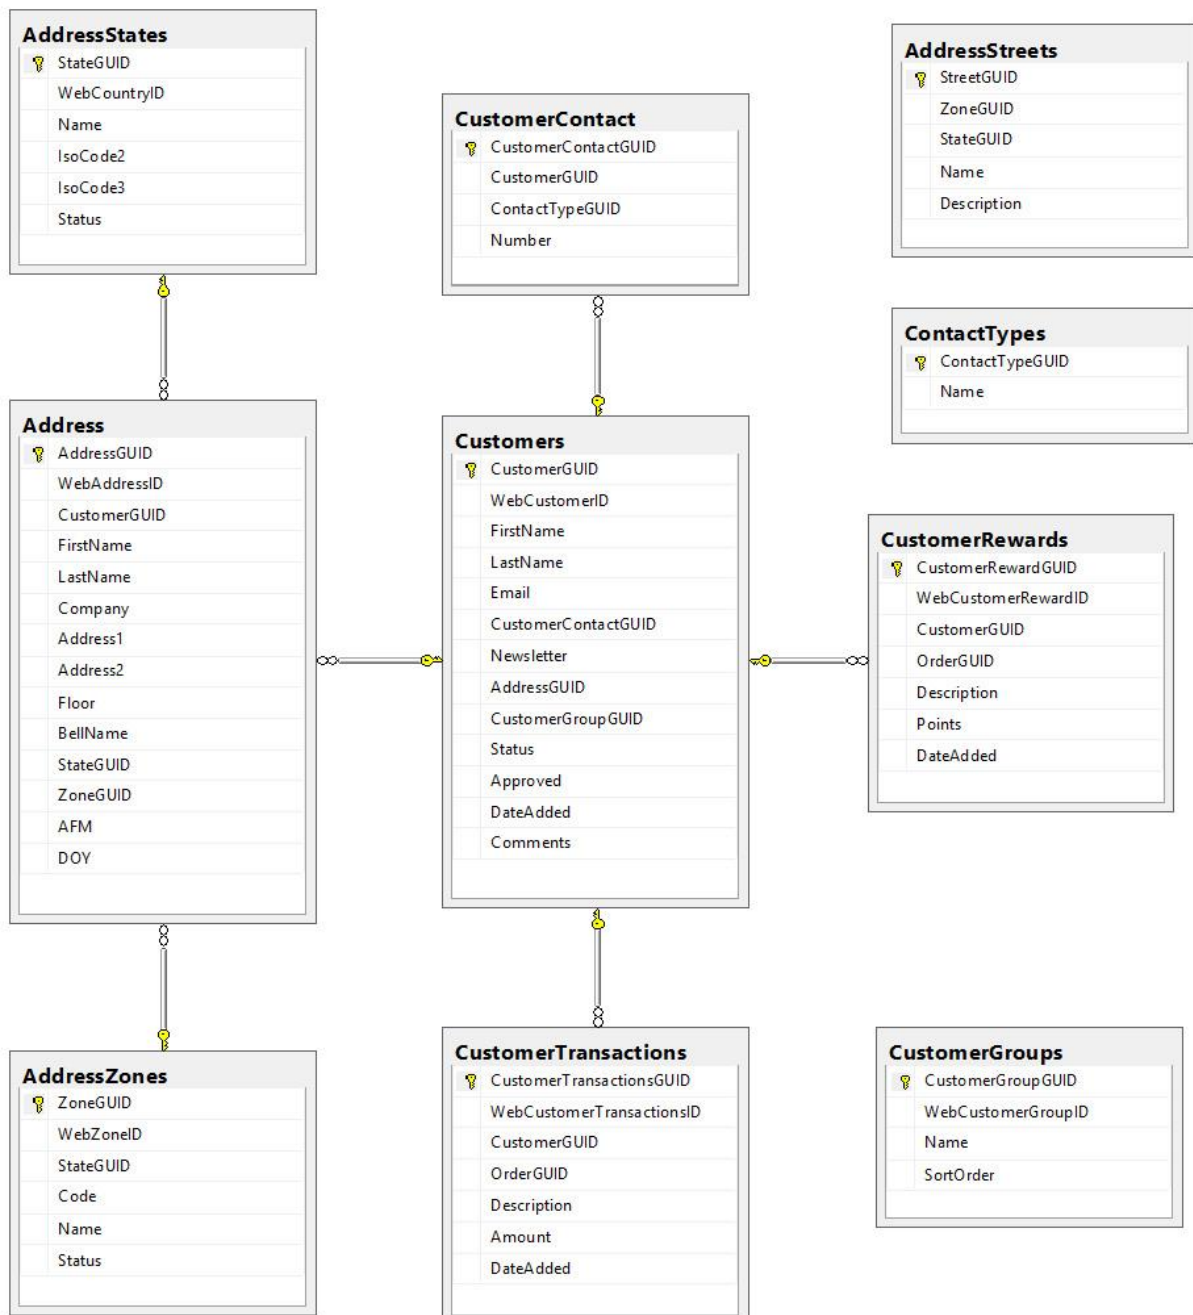 AddressStates
StateGUID
WebCountryID
Name
IsoCode2
IsoCode3
Status
CustomerContact
CustomerContactGUID
CustomerGUID
ContactTypeGUID
Number
AddressStreets
StreetGUID
ZoneGUID
StateGUID
Name
Description
ContactTypes
ContactTypeGUID
Name
Address
AddressGUID
WebAddressID
CustomerGUID
FirstName
LastName
Company
Address1
Address2
Floor
BellName
StateGUID
ZoneGUID
AFM
DOY
Customers
CustomerGUID
WebCustomerID
FirstName
LastName
Email
CustomerContactGUID
Newsletter
AddressGUID
CustomerGroupGUID
Status
Approved
DateAdded
Comments
CustomerRewards
CustomerRewardGUID
WebCustomerRewardID
CustomerGUID
OrderGUID
Description
Points
DateAdded
AddressZones
ZoneGUID
WebZoneID
StateGUID
Code
Name
Status
CustomerTransactions
CustomerTransactionsGUID
WebCustomerTransactionsID
CustomerGUID
OrderGUID
Description
Amount
DateAdded
CustomerGroups
CustomerGroupGUID
WebCustomerGroupID
Name
SortOrder